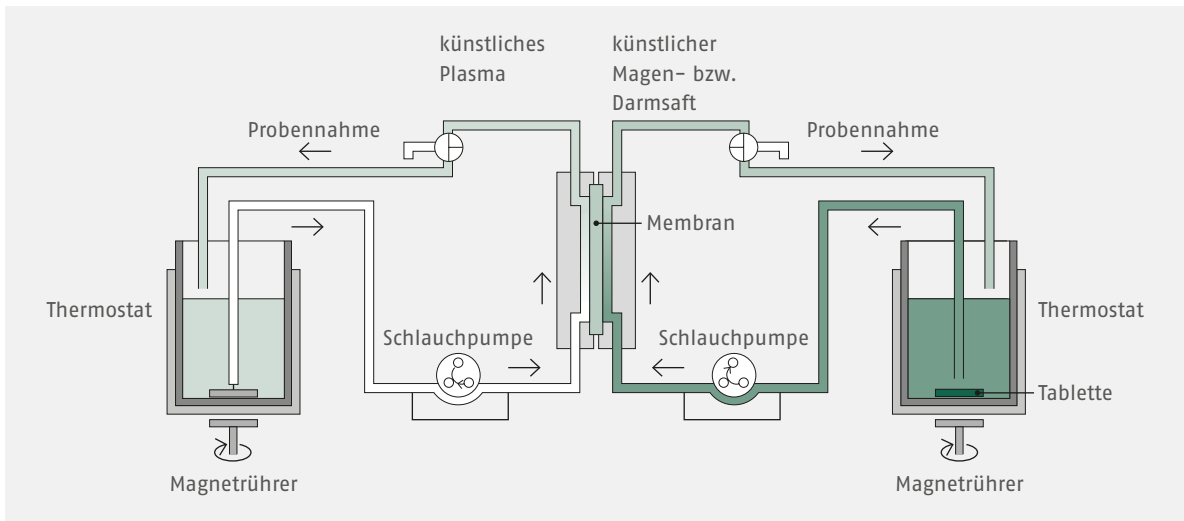 künstliches
Plasma
künstlicher
Magen- bzw.
Darmsaft
Probennahme
Probennahme
Membran
Thermostat
Thermostat
Schlauchpumpe
Schlauchpumpe
Tablette
Magnetrührer
Magnetrührer